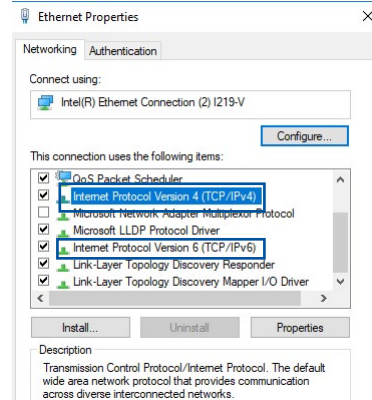 Ethernet Properties
Networking
Authentication
Connect using:
Intel(R) Ethernet Connection (2) I219-V
Configure...
This connection uses the following items:
QoS Packet Scheduler
Internet Protocol Version 4 (TCP/IPv4)
Microsoft Network Adapter Multiplexor Protocol
Microsoft LLDP Protocol Driver
Internet Protocol Version 6 (TCP/IPv6)
Link-Layer Topology Discovery Responder
Link-Layer Topology Discovery Mapper I/O Driver
Install...
Uninstall
Properties
Description
Transmission Control Protocol/Internet Protocol. The default
wide area network protocol that provides communication
across diverse interconnected networks.